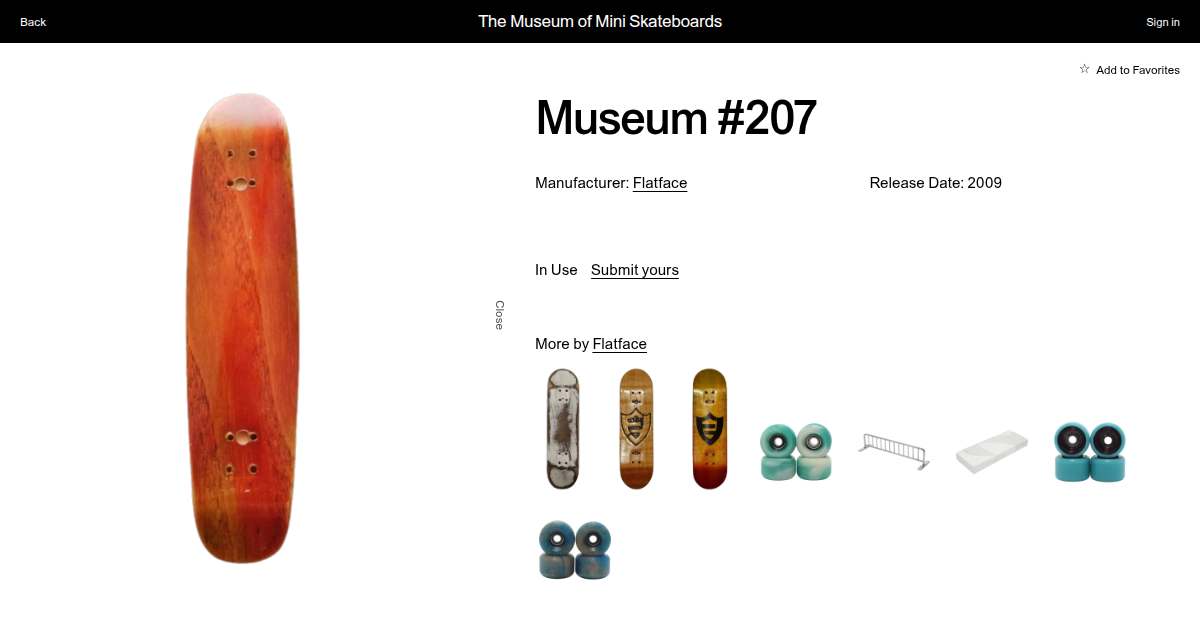 Back
The Museum of Mini Skateboards
Sign in
☆ Add to Favorites
Museum #207
Manufacturer: Flatface
Release Date: 2009
In Use Submit yours
Close
More by Flatface